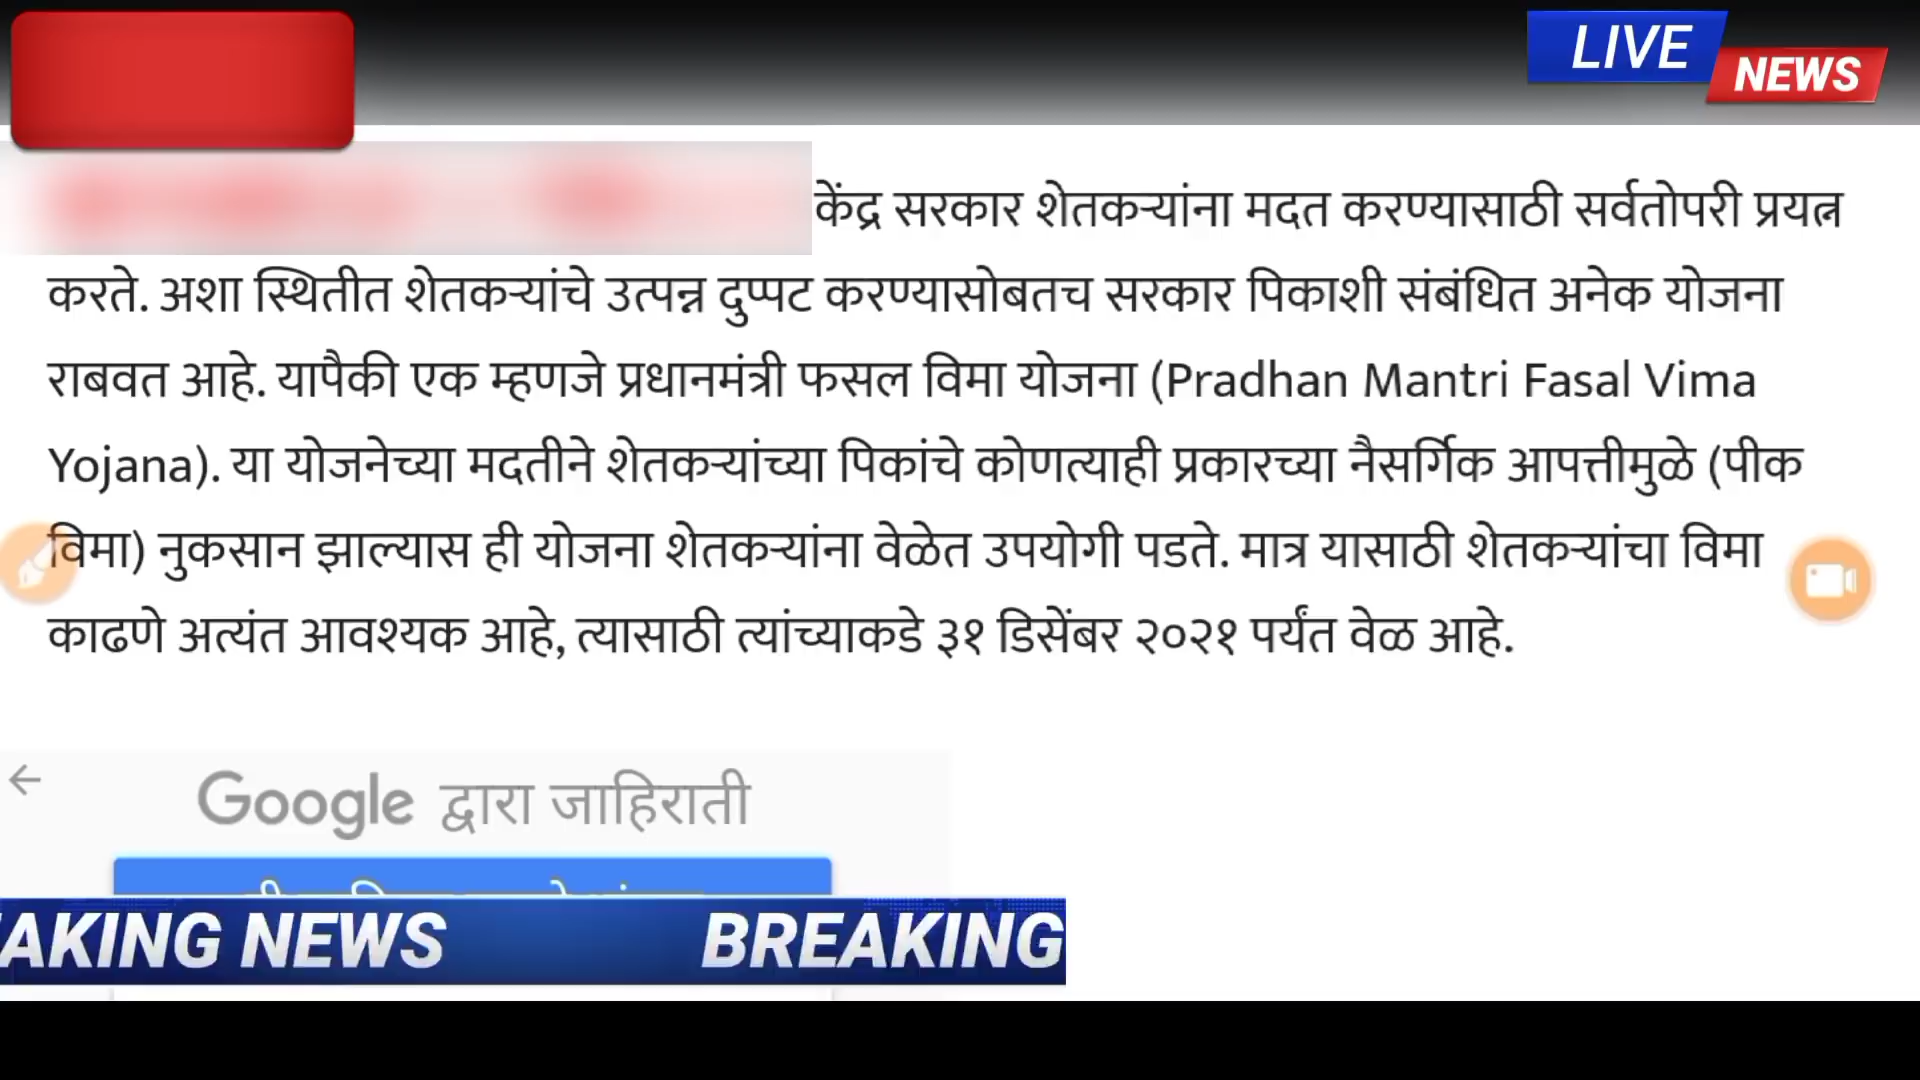 LIVE
NEWS
केंद्र सरकार शेतकऱ्यांना मदत करण्यासाठी सर्वतोपरी प्रयत्न
करते. अशा स्थितीत शेतकऱ्यांचे उत्पन्न दुप्पट करण्यासोबतच सरकार पिकाशी संबंधित अनेक योजना
राबवत आहे. यापैकी एक म्हणजे प्रधानमंत्री फसल विमा योजना (Pradhan Mantri Fasal Vima
Yojana). या योजनेच्या मदतीने शेतकऱ्यांच्या पिकांचे कोणत्याही प्रकारच्या नैसर्गिक आपत्तीमुळे (पीक
विमा) नुकसान झाल्यास ही योजना शेतकऱ्यांना वेळेत उपयोगी पडते. मात्र यासाठी शेतकऱ्यांचा विमा
काढणे अत्यंत आवश्यक आहे, त्यासाठी त्यांच्याकडे ३१ डिसेंबर २०२१ पर्यंत वेळ आहे.
Google द्वारा जाहिराती
AKING NEWS BREAKING